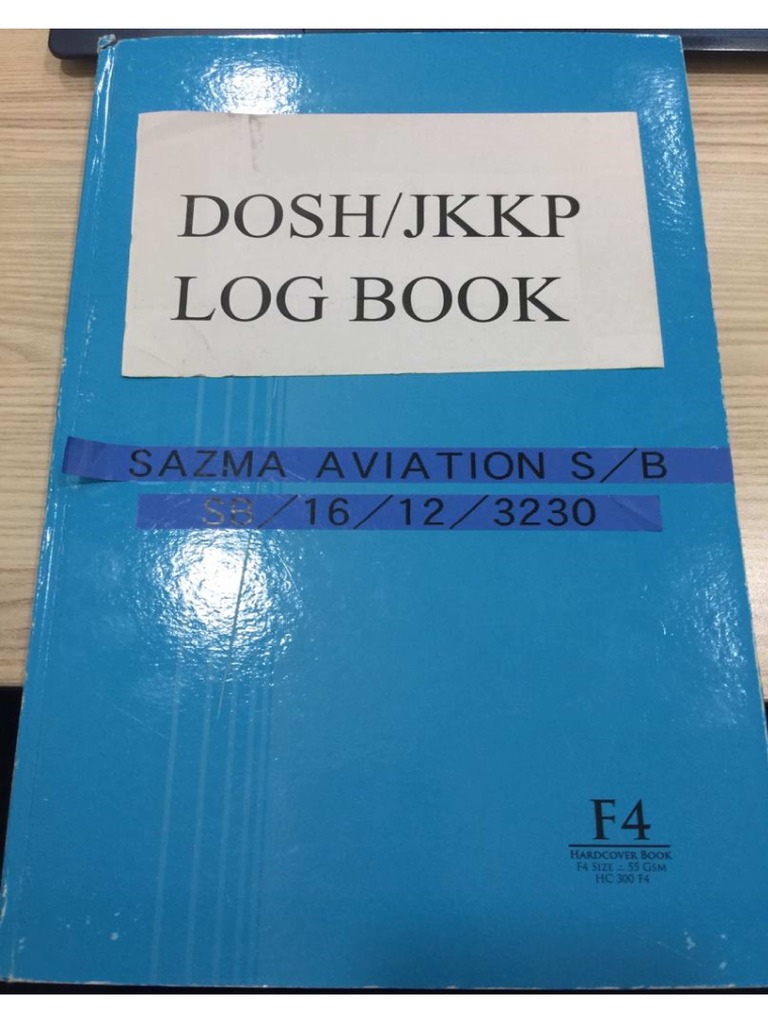 DOSH/JKKP
LOG BOOK
SAZMA AVIATION S/B
SB/16/12/3230
F4
HARDCOVER BOOK
F4 SIZE : 55 GSM
HC 300 F4